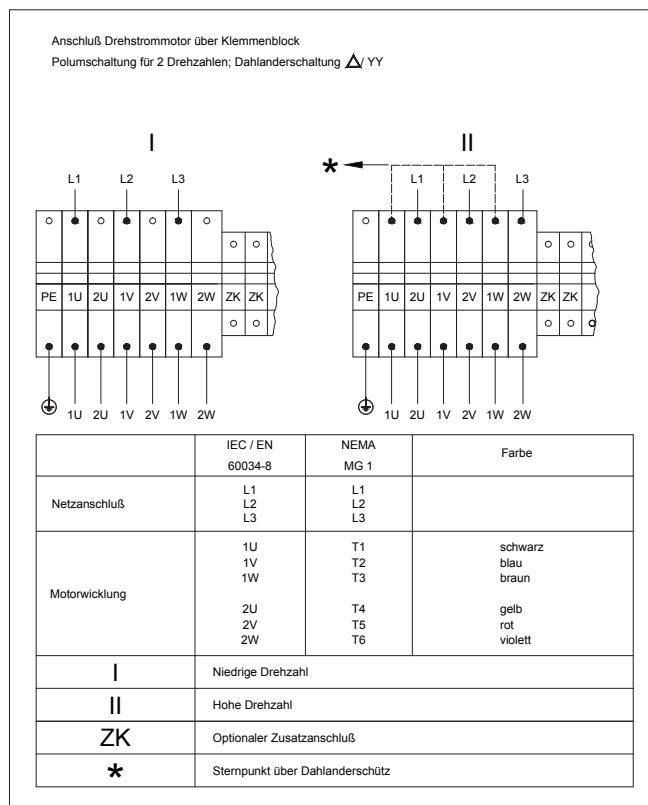 Anschluß Drehstrommotor über Klemmenblock
Polumschaltung für 2 Drehzahlen; Dahlanderschaltung △/ YY
I
L1 L2 L3
PE 1U 2U 1V 2V 1W 2W ZK ZK
1U 2U 1V 2V 1W 2W
II
*
L1 L2 L3
PE 1U 2U 1V 2V 1W 2W ZK ZK
1U 2U 1V 2V 1W 2W
IEC / EN NEMA Farbe
60034-8 MG 1
Netzanschluß
L1 L1
L2 L2
L3 L3
Motorwicklung
1U T1 schwarz
1V T2 blau
1W T3 braun
2U T4 gelb
2V T5 rot
2W T6 violett
I Niedrige Drehzahl
II Hohe Drehzahl
ZK Optionaler Zusatzanschluß
* Sternpunkt über Dahlanderschütz